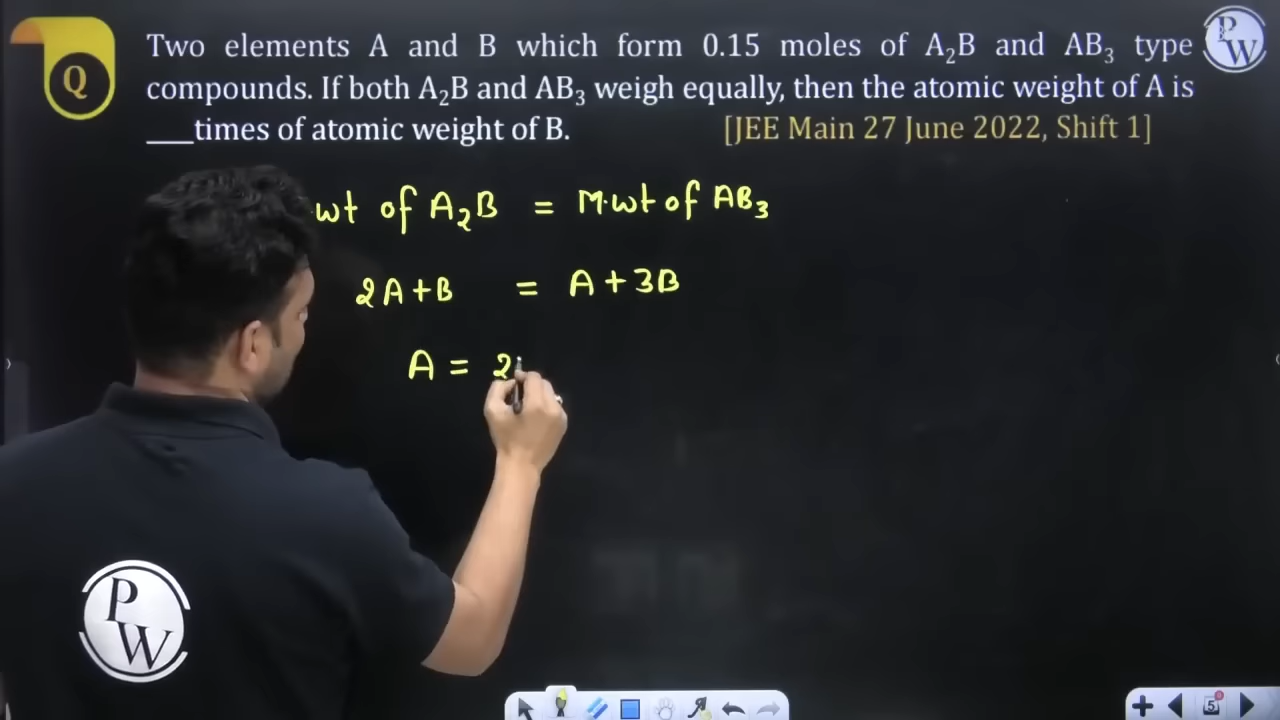 Q
Two elements A and B which form 0.15 moles of A₂B and AB₃ type
compounds. If both A₂B and AB₃ weigh equally, then the atomic weight of A is
___times of atomic weight of B. [JEE Main 27 June 2022, Shift 1]
PW
.wt of A₂B = M.wt of AB₃
2A+B = A+3B
A = 2
PW
5